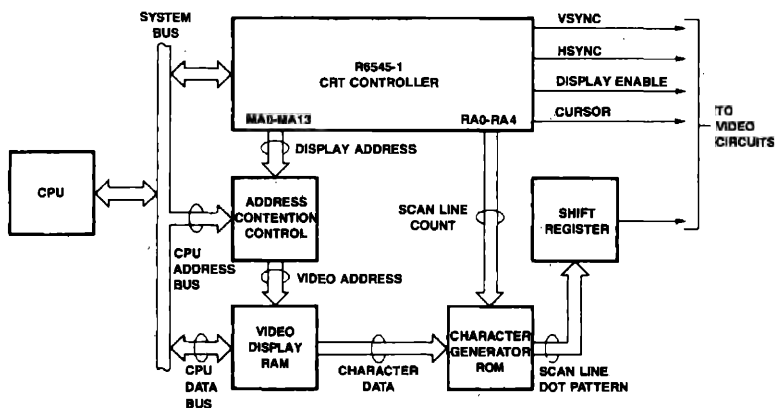 SYSTEM
BUS
R6545-1
CRT CONTROLLER
MA0-MA13
RA0-RA4
VSYNC
HSYNC
DISPLAY ENABLE
CURSOR
TO
VIDEO
CIRCUITS
CPU
DISPLAY ADDRESS
ADDRESS
CONTENTION
CONTROL
SCAN LINE
COUNT
SHIFT
REGISTER
CPU
ADDRESS
BUS
VIDEO ADDRESS
VIDEO
DISPLAY
RAM
CHARACTER
GENERATOR
ROM
CPU
DATA
BUS
CHARACTER
DATA
SCAN LINE
DOT PATTERN